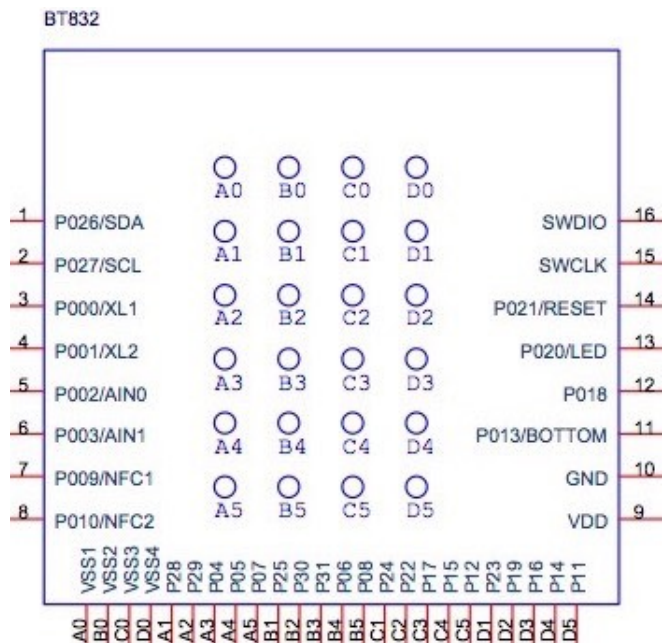 BT832
A0 B0 C0 D0
1 P026/SDA SWDIO 16
A1 B1 C1 D1
2 P027/SCL SWCLK 15
3 P000/XL1 P021/RESET 14
A2 B2 C2 D2
4 P001/XL2 P020/LED 13
A3 B3 C3 D3
5 P002/AIN0 P018 12
6 P003/AIN1 P013/BOTTOM 11
A4 B4 C4 D4
7 P009/NFC1 GND 10
A5 B5 C5 D5
8 P010/NFC2 VDD 9
VSS1 VSS2 VSS3 VSS4 P28 P29 P04 P05 P07 P25 P30 P31 P06 P08 P24 P22 P17 P15 P12 P23 P19 P16 P14 P11
A0 B0 C0 D0 A1 A2 A3 A4 A5 B1 B2 B3 B4 B5 C1 C2 C3 C4 C5 D1 D2 D3 D4 D5